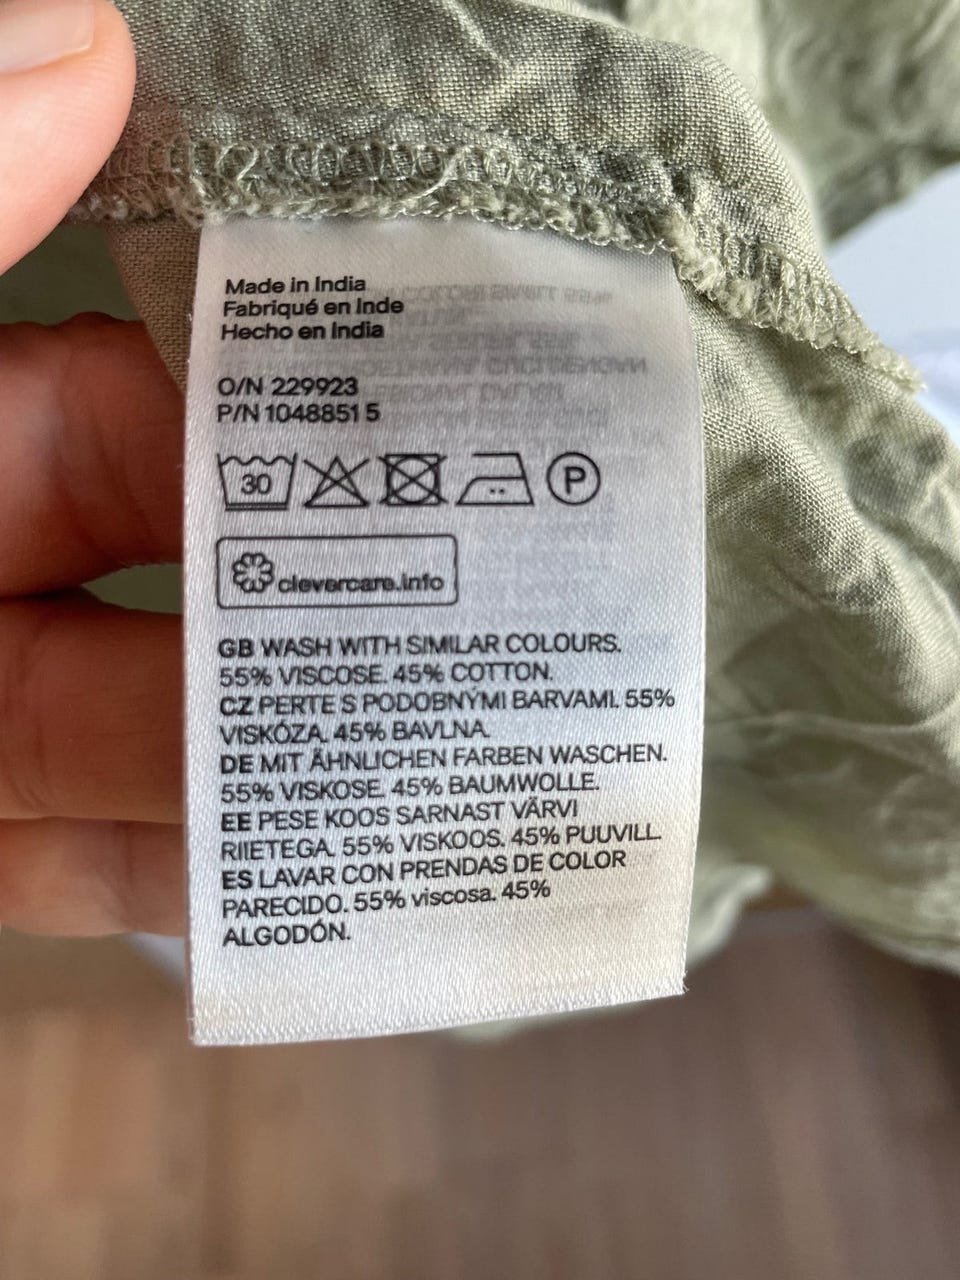 Made in India
Fabriqué en Inde
Hecho en India
O/N 229923
P/N 1048851 5
30
P
clevercare.info
GB WASH WITH SIMILAR COLOURS.
55% VISCOSE. 45% COTTON.
CZ PERTE S PODOBNÝMI BARVAMI. 55%
VISKÓZA. 45% BAVLNA.
DE MIT ÄHNLICHEN FARBEN WASCHEN.
55% VISKOSE. 45% BAUMWOLLE.
EE PESE KOOS SARNAST VÄRVI
RIIETEGA. 55% VISKOOS. 45% PUUVILL.
ES LAVAR CON PRENDAS DE COLOR
PARECIDO. 55% viscosa. 45%
ALGODÓN.